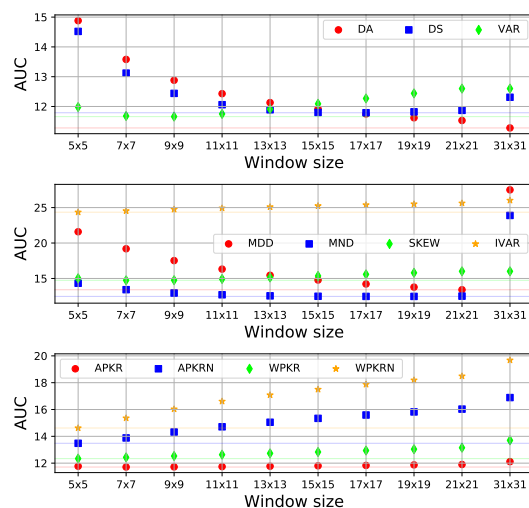 15
14
13
12
AUC
DA DS VAR
5x5 7x7 9x9 11x11 13x13 15x15 17x17 19x19 21x21 31x31
Window size
25
20
15
AUC
MDD MND SKEW IVAR
5x5 7x7 9x9 11x11 13x13 15x15 17x17 19x19 21x21 31x31
Window size
20
18
16
14
12
AUC
APKR APKRN WPKR WPKRN
5x5 7x7 9x9 11x11 13x13 15x15 17x17 19x19 21x21 31x31
Window size